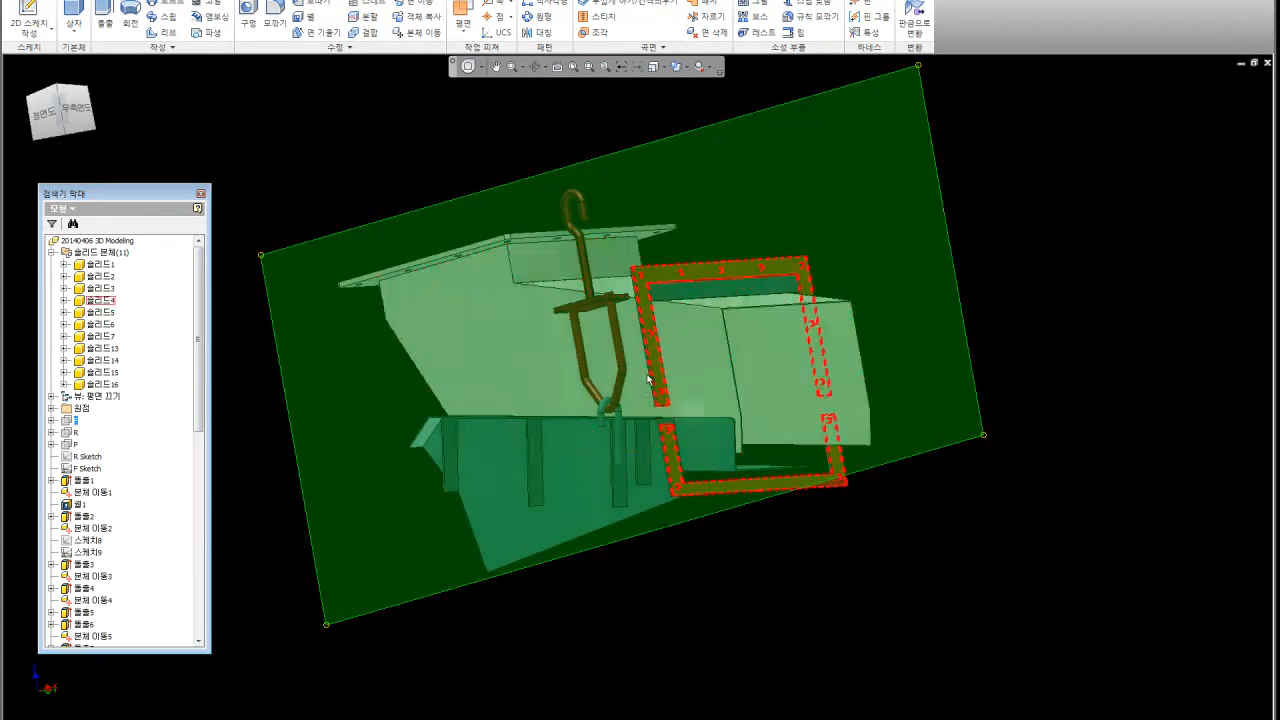 로프트 엠보싱
2D 스케치 작성 상자 돌출 회전 스윕 엠보싱 구멍 모깎기 쉘 분할 객체 복사 평면 점 원형 스티치 자르기 보스 규칙 모깎기 핀 그룹 판금으로 변환
리브 파생 면 기울기 결합 본체 이동 UCS 대칭 조각 면 삭제 레스트 립 특성
스케치 기본체 작성 수정 작업 피쳐 패턴 곡면 소성 부품 하네스 변환
정면도 우측면도
검색기 막대
모형
20140406 3D Modeling
솔리드 본체(11)
솔리드1
솔리드2
솔리드3
솔리드4
솔리드5
솔리드6
솔리드7
솔리드13
솔리드14
솔리드15
솔리드16
뷰: 평면 끄기
원점
F
R
P
R Sketch
F Sketch
돌출1
본체 이동1
쉘1
돌출2
본체 이동2
스케치8
스케치9
돌출3
본체 이동3
돌출4
본체 이동4
돌출5
돌출6
본체 이동5